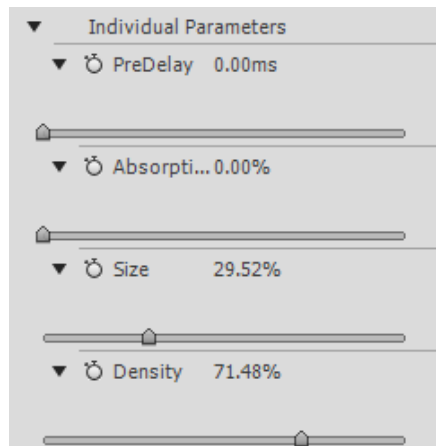 Individual Parameters
PreDelay 0.00ms
Absorpti... 0.00%
Size 29.52%
Density 71.48%